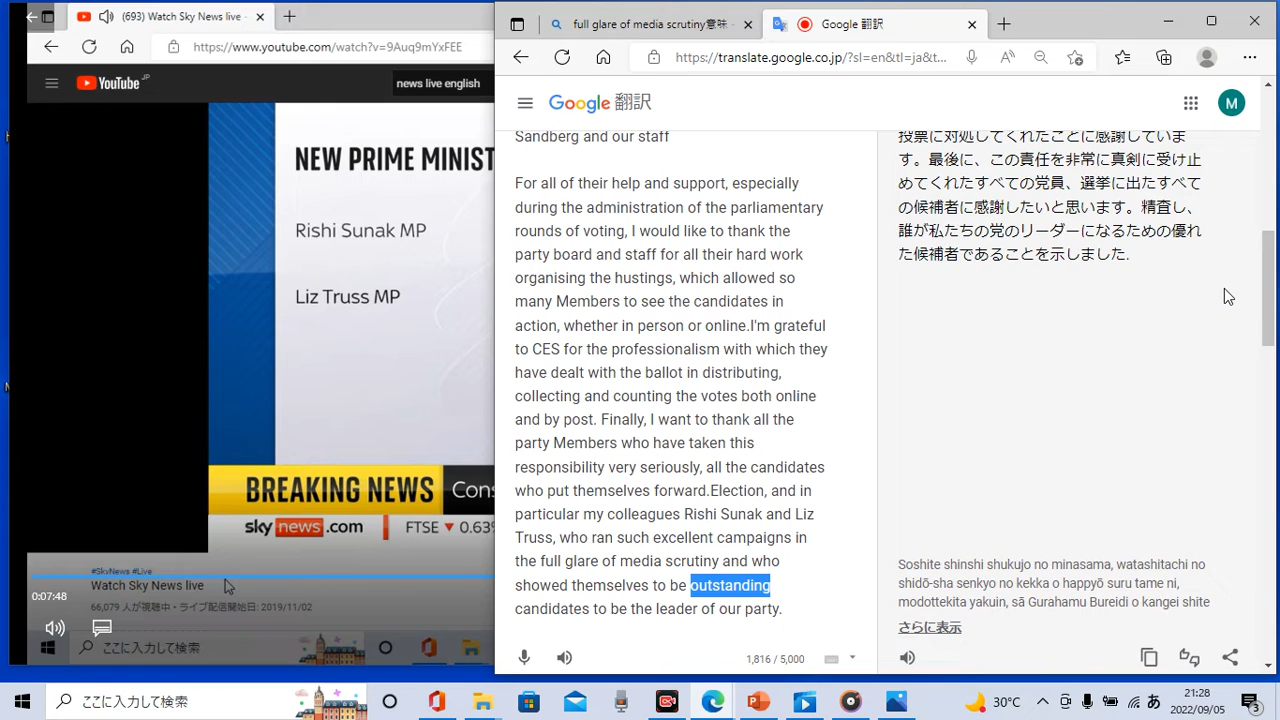 (693) Watch Sky News live -
https://www.youtube.com/watch?v=9Auq9mYxFEE
YouTube JP
news live english
NEW PRIME MINIST
Rishi Sunak MP
Liz Truss MP
BREAKING NEWS
Cons
sky news.com
FTSE ▼ 0.63%
#SkyNews #Live
Watch Sky News live
66,079 人が視聴中・ライブ配信開始日: 2019/11/02
0:07:48
ここに入力して検索
full glare of media scrutiny意味 -
Google 翻訳
https://translate.google.co.jp/?sl=en&tl=ja&t...
Google 翻訳
M
Sandberg and our staff
For all of their help and support, especially
during the administration of the parliamentary
rounds of voting, I would like to thank the
party board and staff for all their hard work
organising the hustings, which allowed so
many Members to see the candidates in
action, whether in person or online.I'm grateful
to CES for the professionalism with which they
have dealt with the ballot in distributing,
collecting and counting the votes both online
and by post. Finally, I want to thank all the
party Members who have taken this
responsibility very seriously, all the candidates
who put themselves forward.Election, and in
particular my colleagues Rishi Sunak and Liz
Truss, who ran such excellent campaigns in
the full glare of media scrutiny and who
showed themselves to be outstanding
candidates to be the leader of our party.
1,816 / 5,000
投票に対処してくれたことに感謝していま
す。最後に、この責任を非常に真剣に受け止
めてくれたすべての党員、選挙に出たすべて
の候補者に感謝したいと思います。精査し、
誰が私たちの党のリーダーになるための優れ
た候補者であることを示しました.
Soshite shinshi shukujo no minasama, watashitachi no
shidō-sha senkyo no kekka o happyō suru tame ni,
modottekita yakuin, sā Gurahamu Bureidi o kangei shite
さらに表示
ここに入力して検索
30°C
あ
21:28
2022/09/05
3